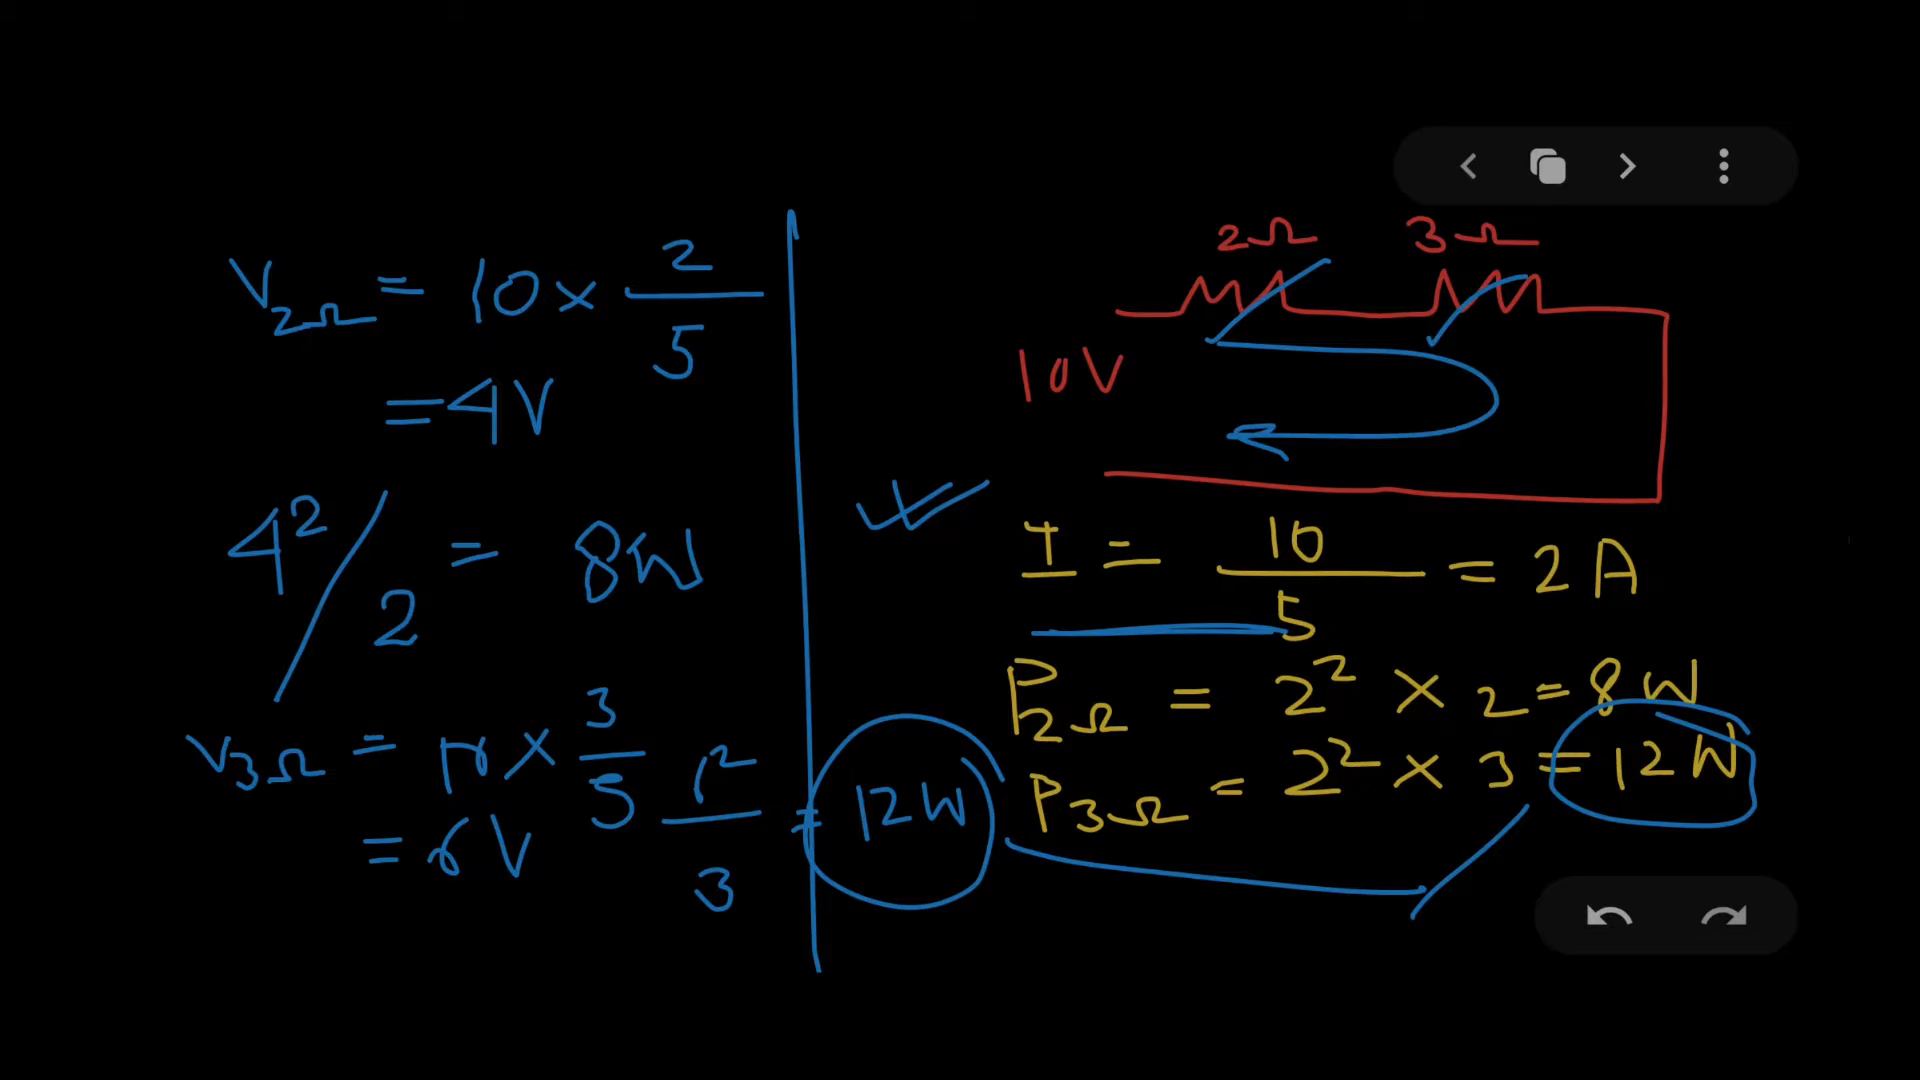 V2Ω = 10 × 2/5
= 4V
4²/2 = 8W
V3Ω = 10 × 3/5
= 6V
6²/3 = 12W
2Ω 3Ω
10V
I = 10/5 = 2A
P2Ω = 2² × 2 = 8W
P3Ω = 2² × 3 = 12W